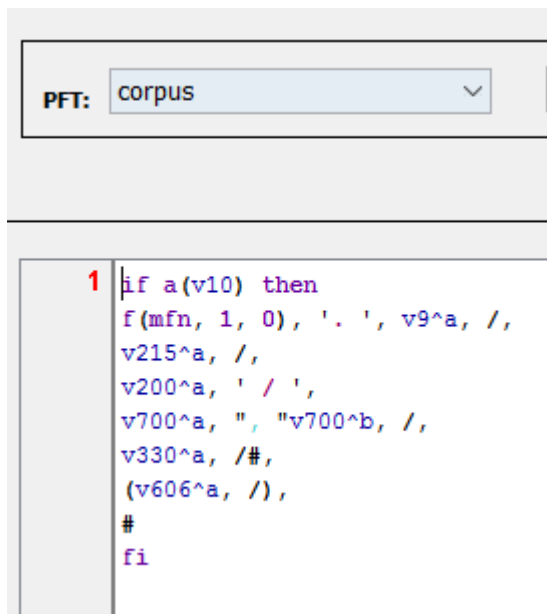 PFT: corpus
1 if a(v10) then
f(mfn, 1, 0), '. ', v9^a, /,
v215^a, /,
v200^a, ' / ',
v700^a, ", "v700^b, /,
v330^a, /#,
(v606^a, /),
#
fi